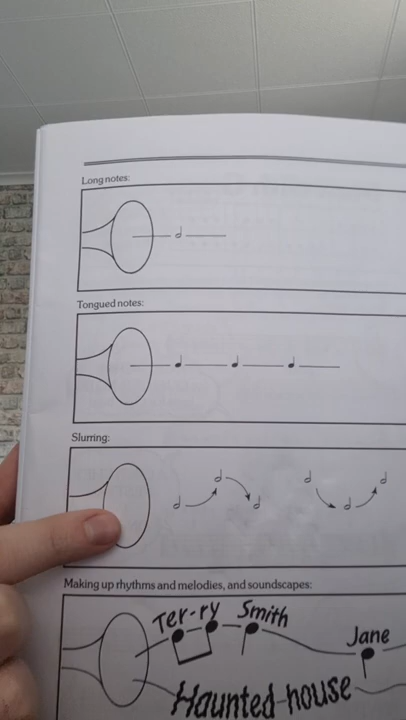 Long notes:
Tongued notes:
Slurring:
Making up rhythms and melodies, and soundscapes:
Ter-ry Smith
Jane
Haunted house